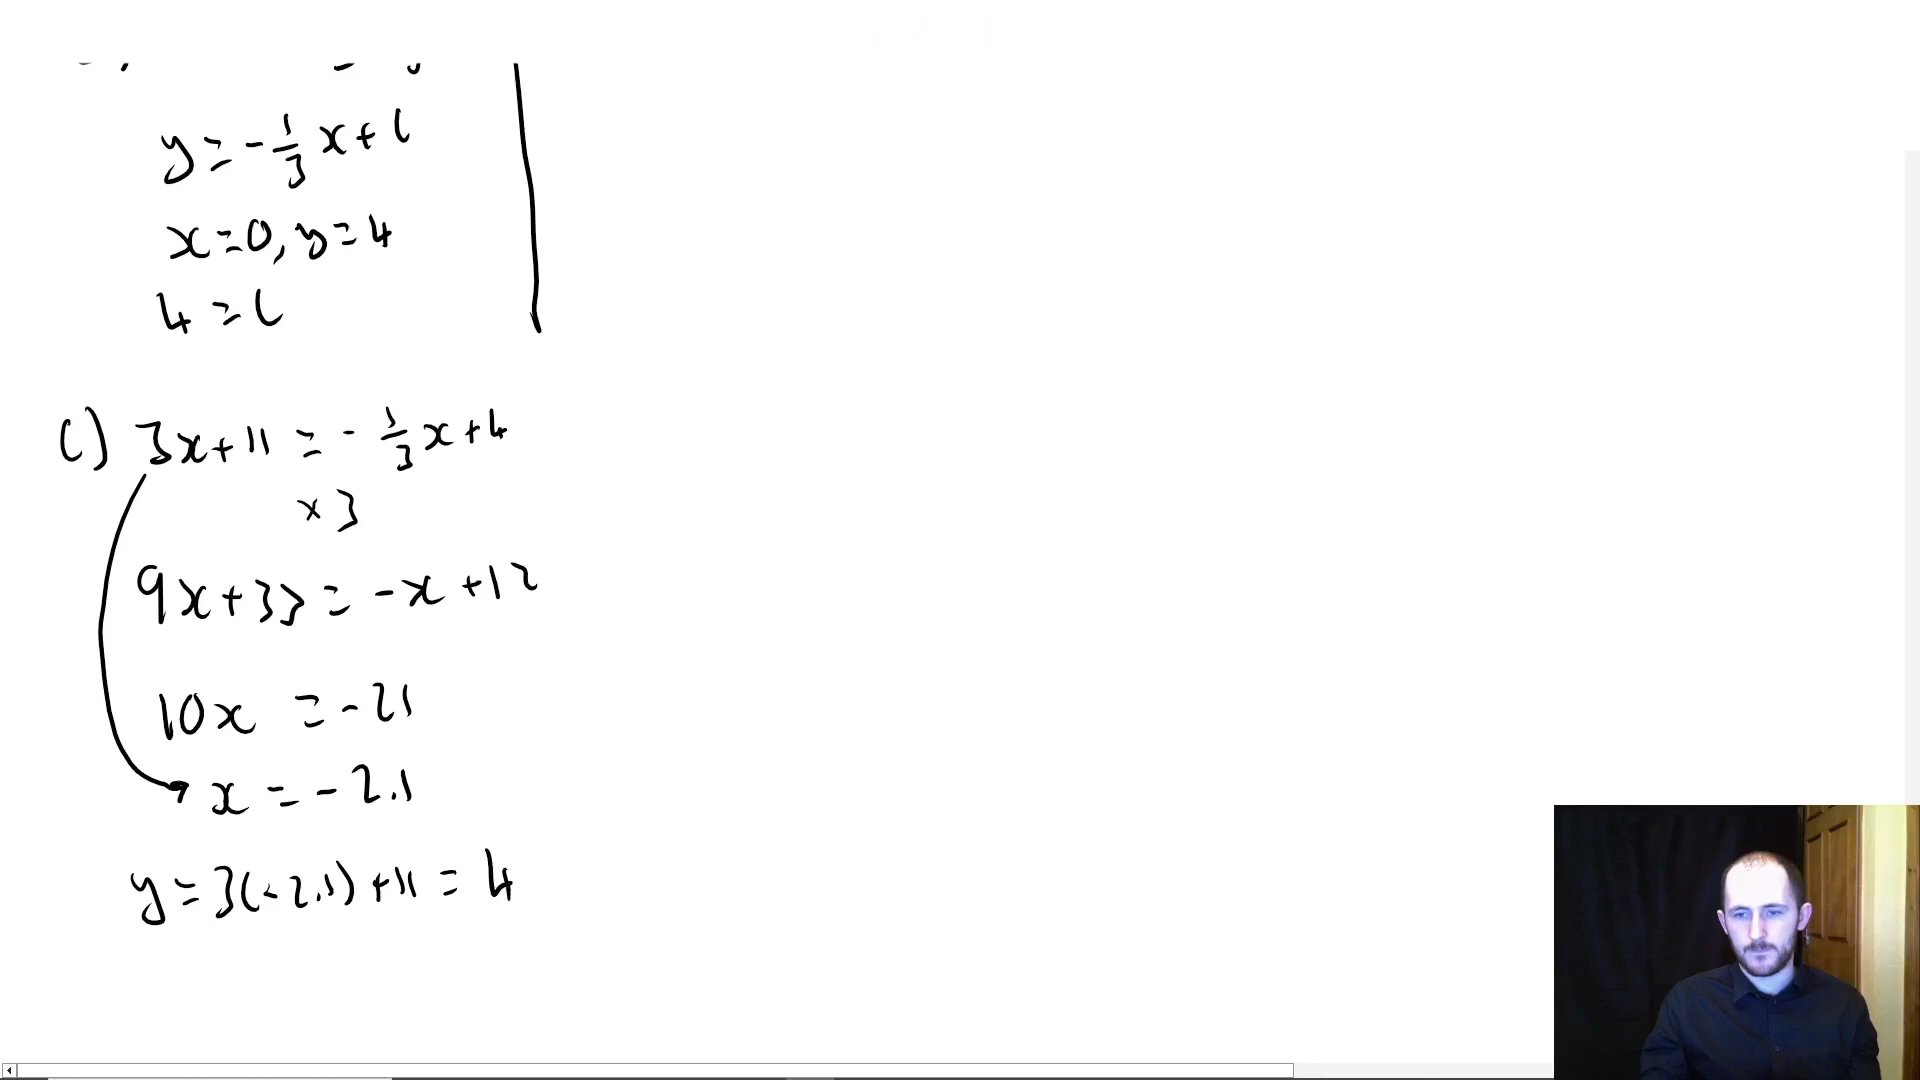 y = -1/3 x + c
x = 0, y = 4
4 = c
c) 3x + 11 = -1/3 x + 4
x 3
9x + 33 = -x + 12
10x = -21
x = -2.1
y = 3(-2.1) + 11 = 4